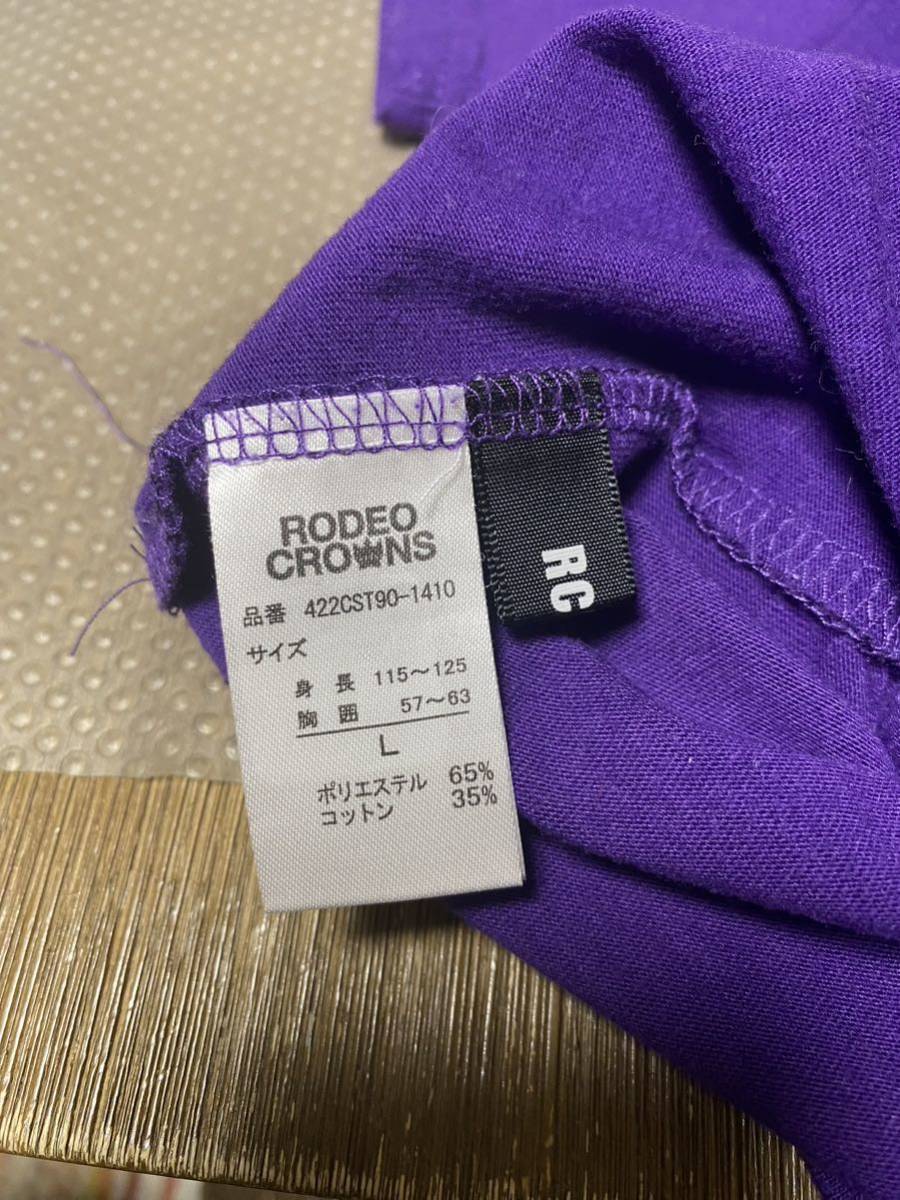 RODEO
CROWNS
品番 422CST90-1410
サイズ
身長 115～125
胸囲 57～63
L
ポリエステル 65%
コットン 35%
RC